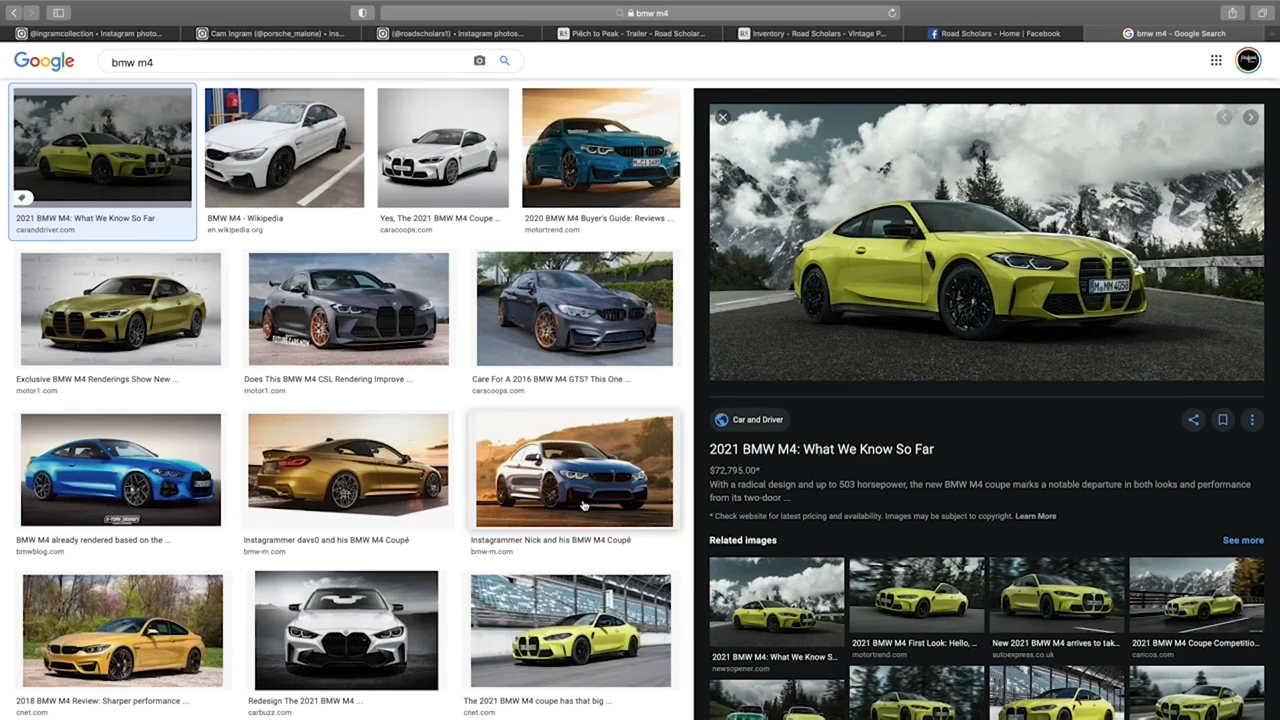 bmw m4
@ingramcollection • Instagram photo...
Cam Ingram (@porsche_malone) • Ins...
(@roadscholars1) • Instagram photos...
RS
Piëch to Peak - Trailer - Road Scholar...
RS
Inventory - Road Scholars - Vintage P...
Road Scholars - Home | Facebook
bmw m4 - Google Search
Google
bmw m4
2021 BMW M4: What We Know So Far
caranddriver.com
BMW M4 - Wikipedia
en.wikipedia.org
Yes, The 2021 BMW M4 Coupe ...
carscoops.com
2020 BMW M4 Buyer's Guide: Reviews ...
motortrend.com
Exclusive BMW M4 Renderings Show New ...
motor1.com
FUTURE CARS NOW
Does This BMW M4 CSL Rendering Improve ...
motor1.com
Care For A 2016 BMW M4 GTS? This One ...
carscoops.com
X-TOMI DESIGN
BMW M4 already rendered based on the ...
bmwblog.com
Instagrammer davs0 and his BMW M4 Coupé
bmw-m.com
Instagrammer Nick and his BMW M4 Coupé
bmw-m.com
2018 BMW M4 Review: Sharper performance ...
cnet.com
Redesign The 2021 BMW M4 ...
carbuzz.com
The 2021 BMW M4 coupe has that big ...
cnet.com
M MM 4058
Car and Driver
2021 BMW M4: What We Know So Far
$72,795.00*
With a radical design and up to 503 horsepower, the new BMW M4 coupe marks a notable departure in both looks and performance
from its two-door ...
* Check website for latest pricing and availability. Images may be subject to copyright. Learn More
Related images
See more
2021 BMW M4: What We Know S...
newsopener.com
2021 BMW M4 First Look: Hello, ...
motortrend.com
New 2021 BMW M4 arrives to tak...
autoexpress.co.uk
2021 BMW M4 Coupe Competitio...
caricos.com